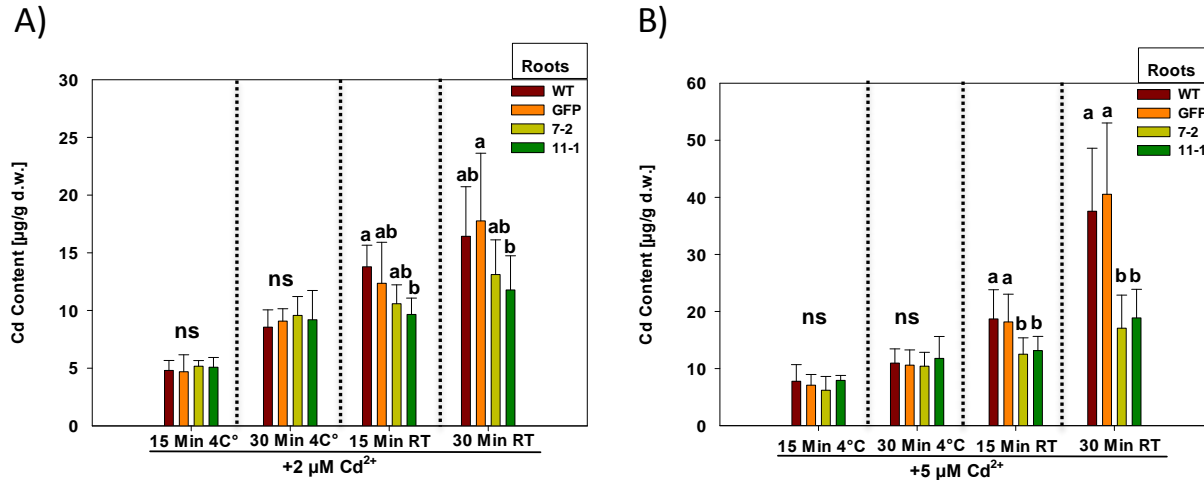 A)
Roots
WT
GFP
7-2
11-1
Cd Content [µg/g d.w.]
30
25
20
15
10
5
0
ns
ns
a
ab
ab
b
ab
a
ab
b
15 Min 4C°
30 Min 4C°
15 Min RT
30 Min RT
+2 µM Cd²⁺
B)
Roots
WT
GFP
7-2
11-1
Cd Content [µg/g d.w.]
60
50
40
30
20
10
0
ns
ns
a
a
b
b
a
a
b
b
15 Min 4°C
30 Min 4°C
15 Min RT
30 Min RT
+5 µM Cd²⁺